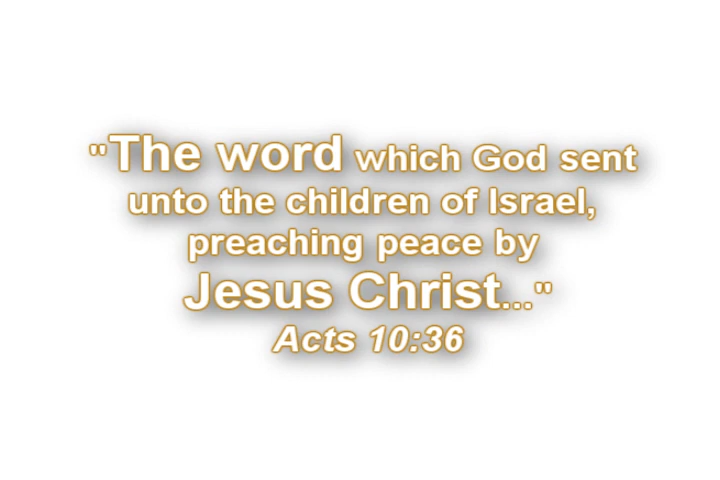 "The word which God sent
unto the children of Israel,
preaching peace by
Jesus Christ..."
Acts 10:36